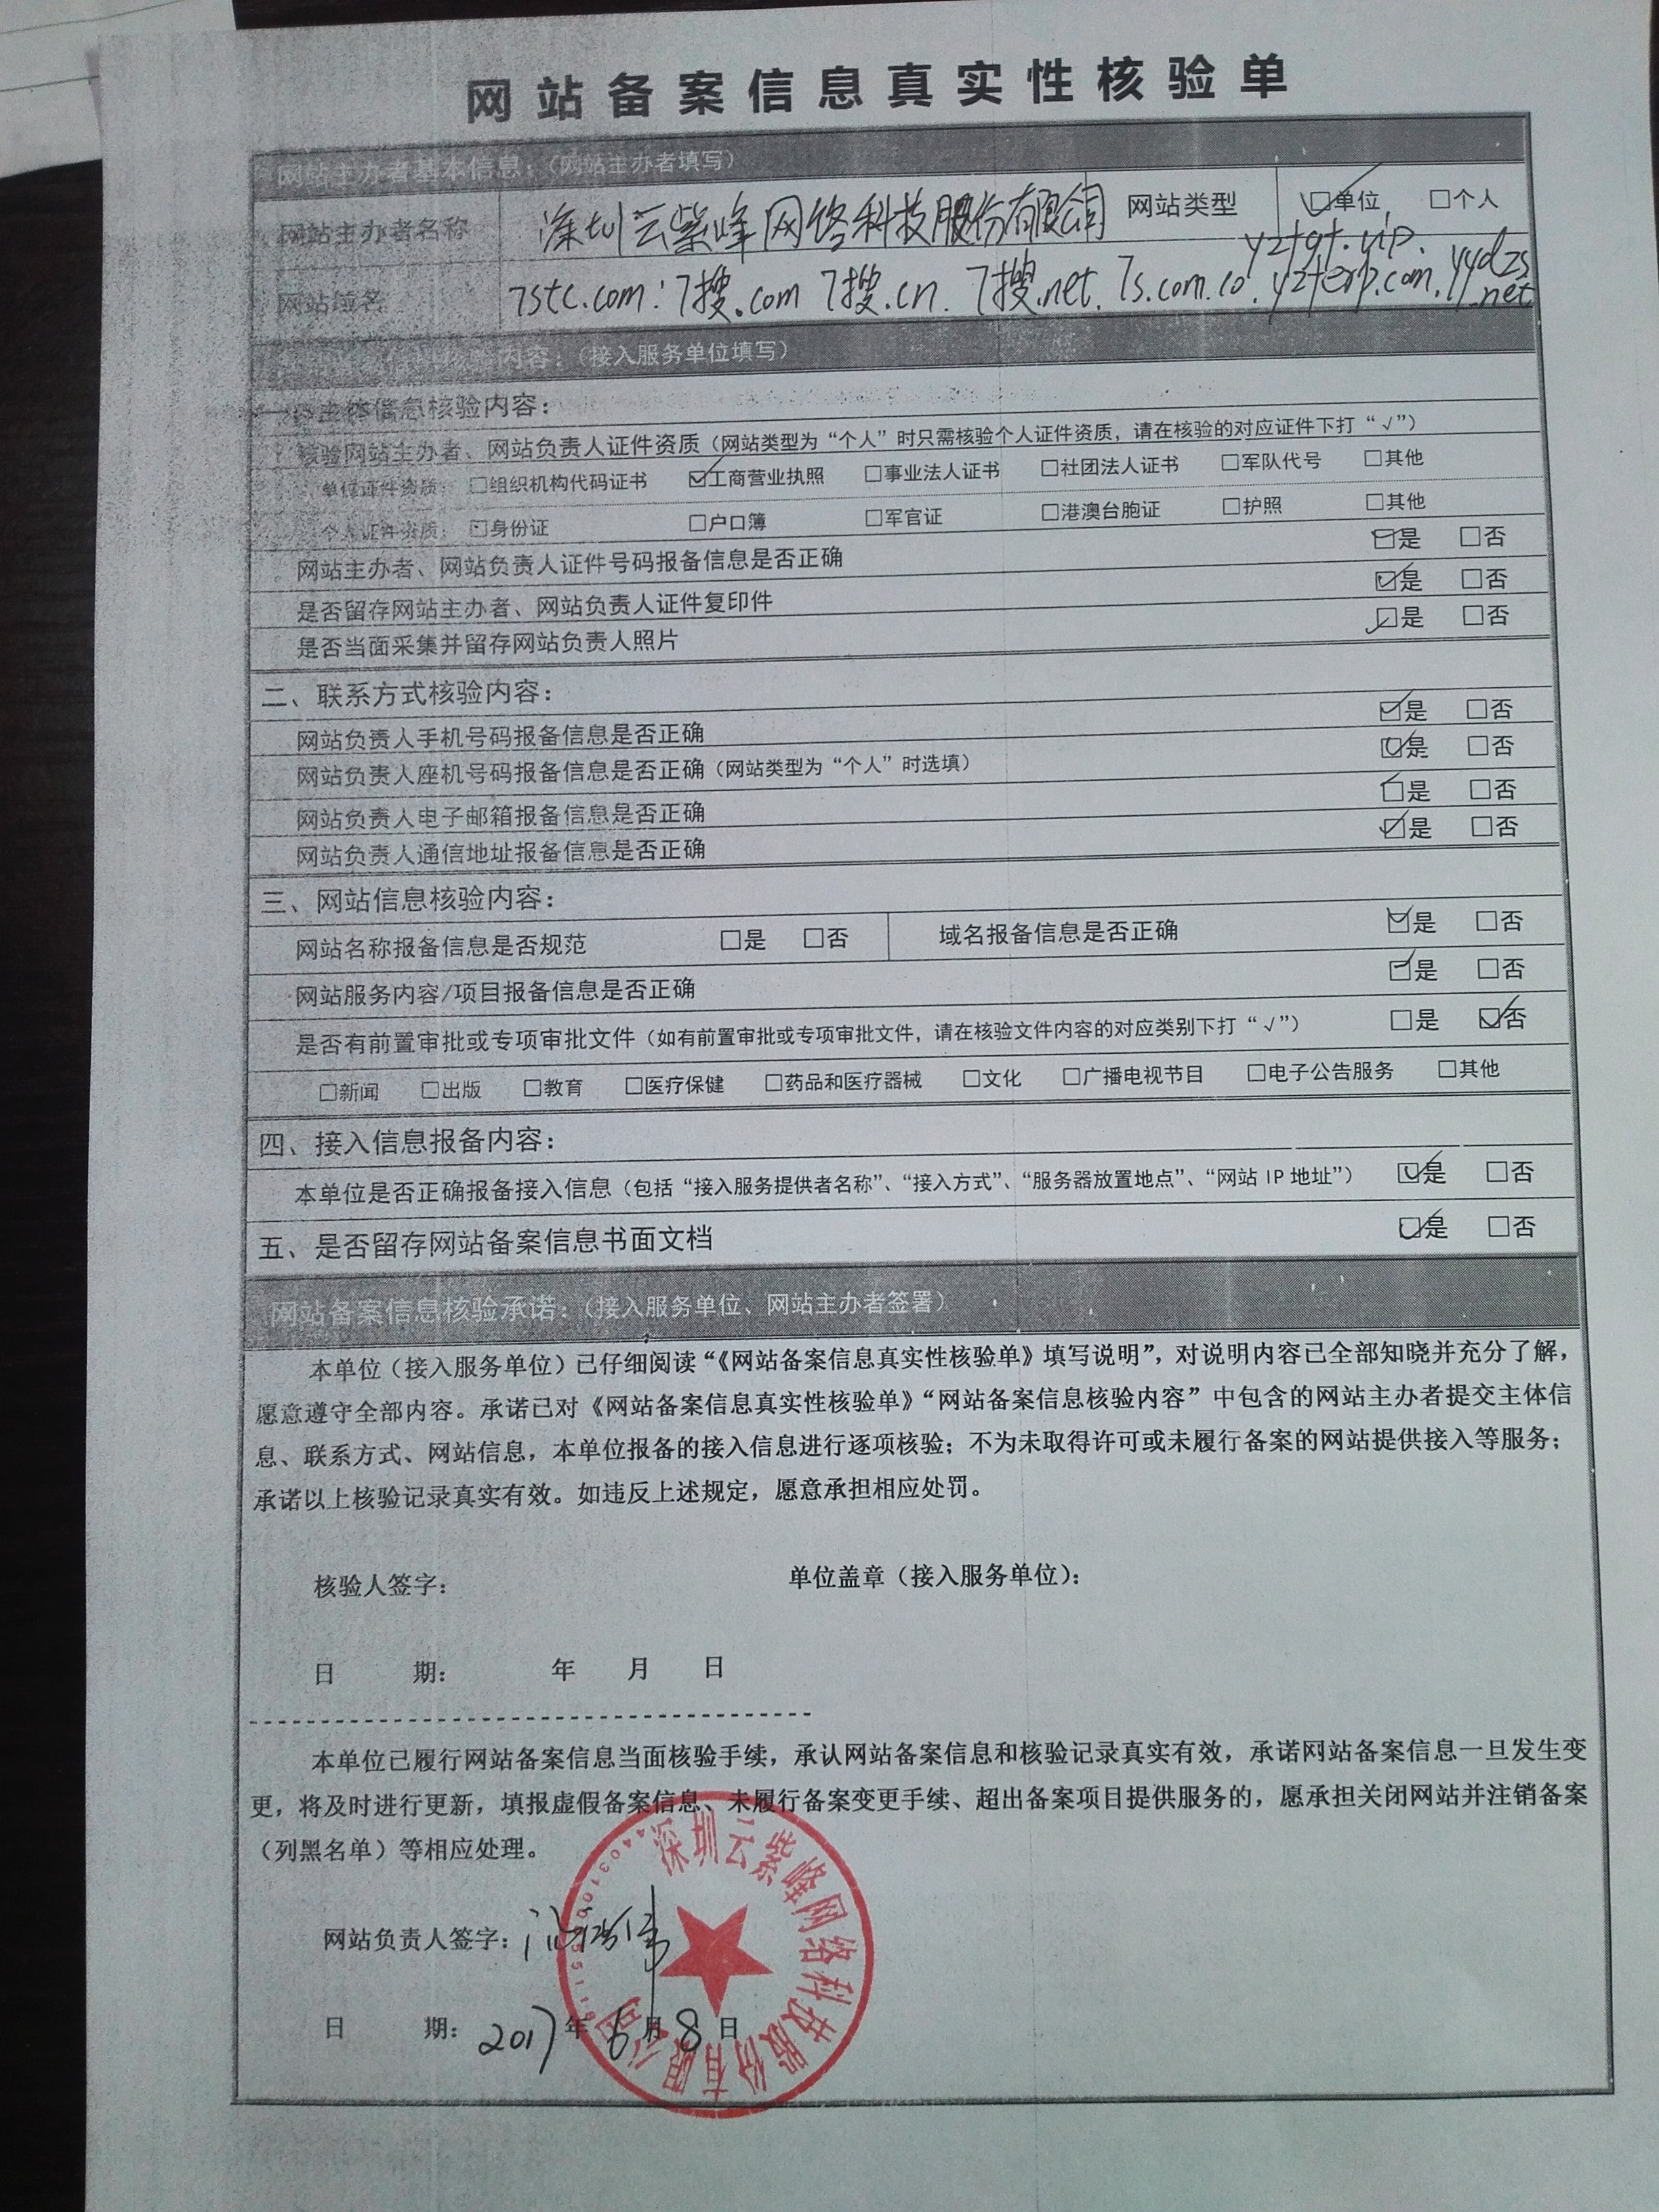 网站备案信息真实性核验单
网站主办者基本信息：（网站主办者填写）
网站主办者名称 深圳云紫峰网络科技股份有限公司 网站类型 ☑单位 □个人
网站域名 7stc.com：7搜.com 7搜.cn. 7搜.net. 7s.com.co. yztgt.vip. yzterp.com. yydzs.net
核验内容：（接入服务单位填写）
一、主体信息核验内容：
核验网站主办者、网站负责人证件资质（网站类型为“个人”时只需核验个人证件资质，请在核验的对应证件下打“√”）
单位证件资质：□组织机构代码证书 ☑工商营业执照 □事业法人证书 □社团法人证书 □军队代号 □其他
个人证件资质：□身份证 □户口簿 □军官证 □港澳台胞证 □护照 □其他
网站主办者、网站负责人证件号码报备信息是否正确 ☑是 □否
是否留存网站主办者、网站负责人证件复印件 ☑是 □否
是否当面采集并留存网站负责人照片 ☑是 □否
二、联系方式核验内容：
网站负责人手机号码报备信息是否正确 ☑是 □否
网站负责人座机号码报备信息是否正确（网站类型为“个人”时选填） ☑是 □否
网站负责人电子邮箱报备信息是否正确 ☑是 □否
网站负责人通信地址报备信息是否正确 ☑是 □否
三、网站信息核验内容：
网站名称报备信息是否规范 □是 □否 域名报备信息是否正确 ☑是 □否
网站服务内容/项目报备信息是否正确 ☑是 □否
是否有前置审批或专项审批文件（如有前置审批或专项审批文件，请在核验文件内容的对应类别下打“√”） □是 ☑否
□新闻 □出版 □教育 □医疗保健 □药品和医疗器械 □文化 □广播电视节目 □电子公告服务 □其他
四、接入信息报备内容：
本单位是否正确报备接入信息（包括“接入服务提供者名称”、“接入方式”、“服务器放置地点”、“网站 IP 地址”） ☑是 □否
五、是否留存网站备案信息书面文档 ☑是 □否
网站备案信息核验承诺：（接入服务单位、网站主办者签署）
本单位（接入服务单位）已仔细阅读“《网站备案信息真实性核验单》填写说明”，对说明内容已全部知晓并充分了解，
愿意遵守全部内容。承诺已对《网站备案信息真实性核验单》“网站备案信息核验内容”中包含的网站主办者提交主体信
息、联系方式、网站信息，本单位报备的接入信息进行逐项核验；不为未取得许可或未履行备案的网站提供接入等服务；
承诺以上核验记录真实有效。如违反上述规定，愿意承担相应处罚。
核验人签字： 单位盖章（接入服务单位）：
日 期： 年 月 日
本单位已履行网站备案信息当面核验手续，承认网站备案信息和核验记录真实有效，承诺网站备案信息一旦发生变
更，将及时进行更新，填报虚假备案信息、未履行备案变更手续、超出备案项目提供服务的，愿承担关闭网站并注销备案
（列黑名单）等相应处理。
深圳云紫峰网络科技股份有限公司
网站负责人签字：
日 期：2017年6月8日